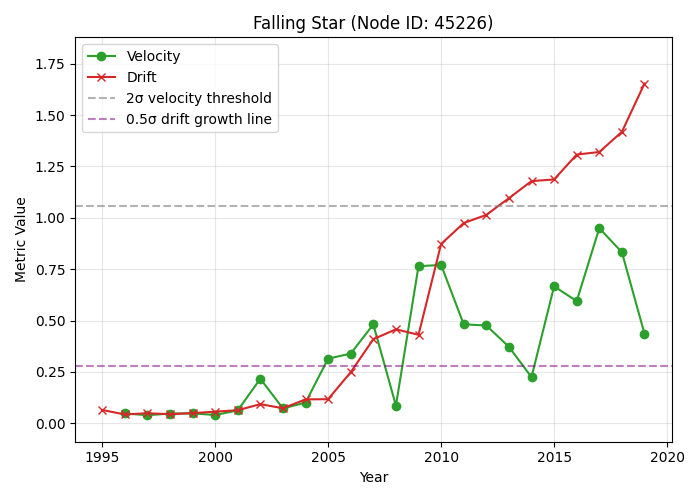 Falling Star (Node ID: 45226)
Velocity
Drift
2σ velocity threshold
0.5σ drift growth line
Metric Value
1.75
1.50
1.25
1.00
0.75
0.50
0.25
0.00
1995 2000 2005 2010 2015 2020
Year